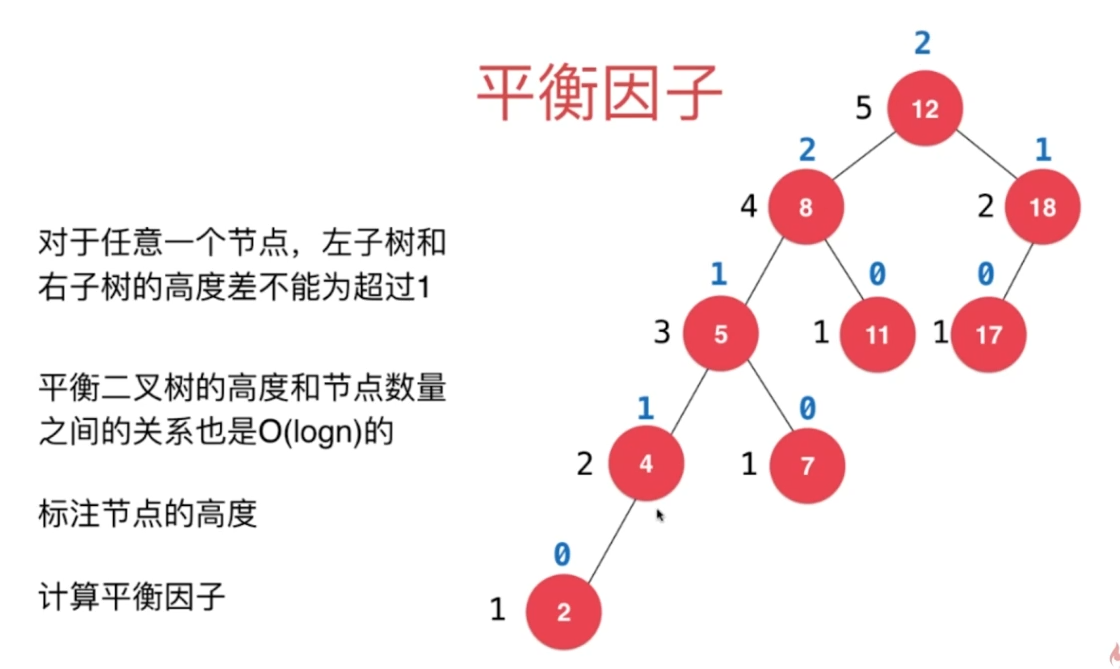 平衡因子
对于任意一个节点，左子树和
右子树的高度差不能为超过1
平衡二叉树的高度和节点数量
之间的关系也是O(logn)的
标注节点的高度
计算平衡因子
2
5 12
2 1
4 8 2 18
1 0 0
3 5 1 11 1 17
1 0
2 4 1 7
0
1 2